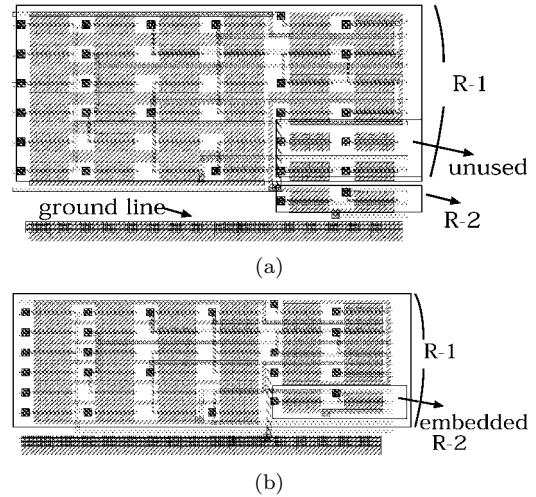 R-1
unused
ground line
R-2
(a)
R-1
embedded
R-2
(b)